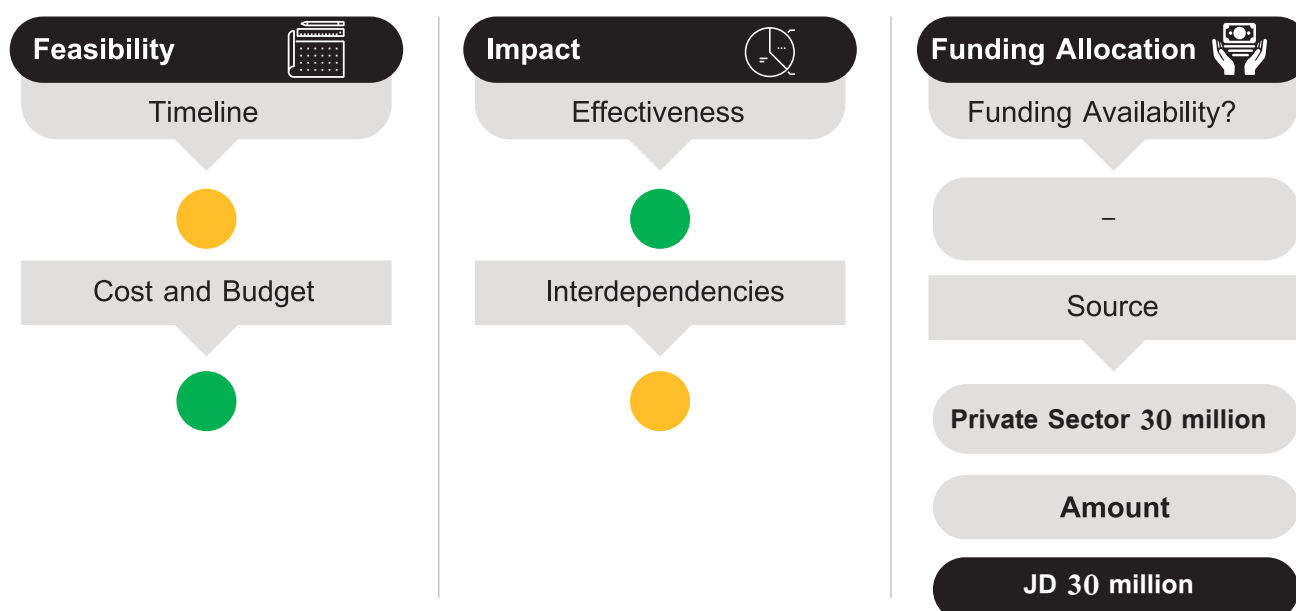 Feasibility
Timeline
Cost and Budget
Impact
Effectiveness
Interdependencies
Funding Allocation
Funding Availability?
–
Source
Private Sector 30 million
Amount
JD 30 million